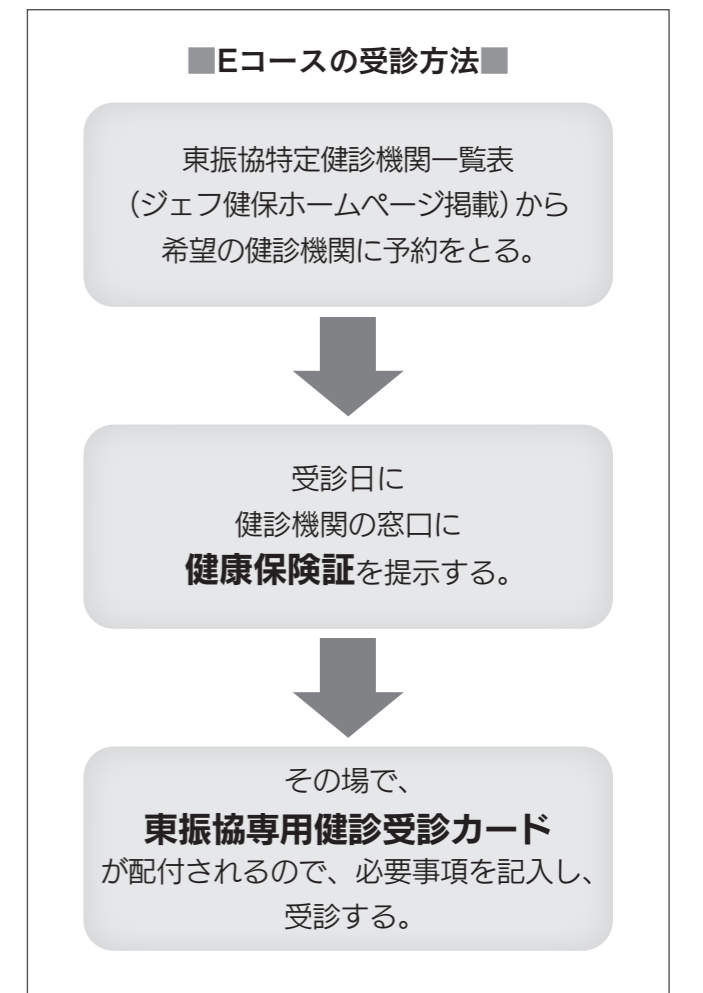 ■Eコースの受診方法■
東振協特定健診機関一覧表
（ジェフ健保ホームページ掲載）から
希望の健診機関に予約をとる。
受診日に
健診機関の窓口に
健康保険証を提示する。
その場で、
東振協専用健診受診カード
が配付されるので、必要事項を記入し、
受診する。